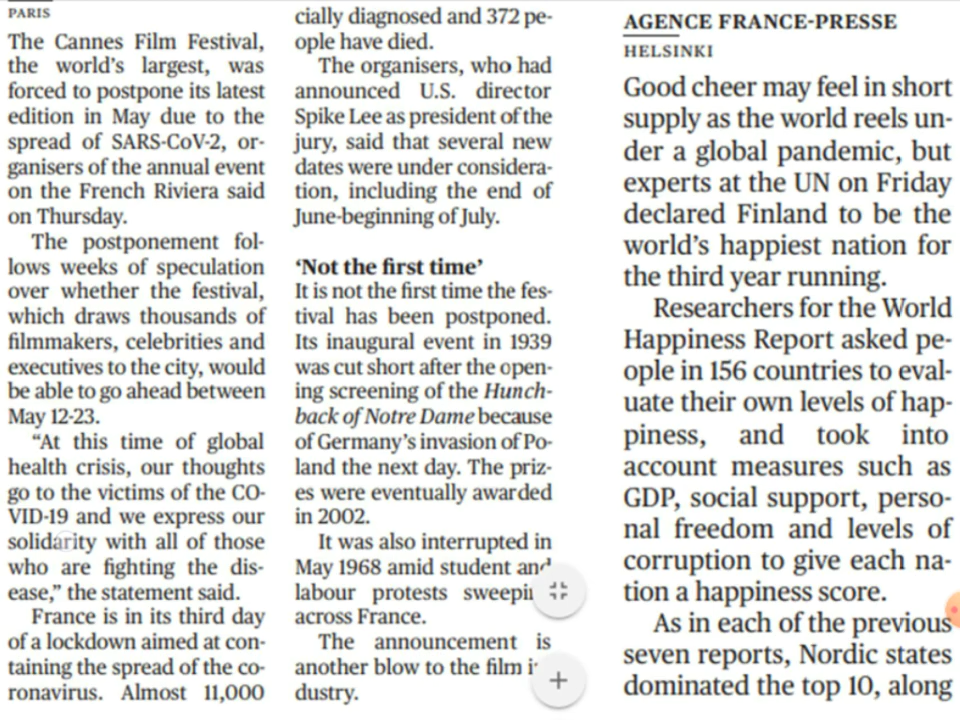 PARIS
The Cannes Film Festival,
the world's largest, was
forced to postpone its latest
edition in May due to the
spread of SARS-CoV-2, or-
ganisers of the annual event
on the French Riviera said
on Thursday.
The postponement fol-
lows weeks of speculation
over whether the festival,
which draws thousands of
filmmakers, celebrities and
executives to the city, would
be able to go ahead between
May 12-23.
“At this time of global
health crisis, our thoughts
go to the victims of the CO-
VID-19 and we express our
solidarity with all of those
who are fighting the dis-
ease,” the statement said.
France is in its third day
of a lockdown aimed at con-
taining the spread of the co-
ronavirus. Almost 11,000
cially diagnosed and 372 pe-
ople have died.
The organisers, who had
announced U.S. director
Spike Lee as president of the
jury, said that several new
dates were under considera-
tion, including the end of
June-beginning of July.
‘Not the first time’
It is not the first time the fes-
tival has been postponed.
Its inaugural event in 1939
was cut short after the open-
ing screening of the Hunch-
back of Notre Dame because
of Germany's invasion of Po-
land the next day. The priz-
es were eventually awarded
in 2002.
It was also interrupted in
May 1968 amid student and
labour protests
across France.
The announcement is
another blow to the film
dustry.
AGENCE FRANCE-PRESSE
HELSINKI
Good cheer may feel in short
supply as the world reels un-
der a global pandemic, but
experts at the UN on Friday
declared Finland to be the
world's happiest nation for
the third year running.
Researchers for the World
Happiness Report asked pe-
ople in 156 countries to eval-
uate their own levels of hap-
piness, and took into
account measures such as
GDP, social support, perso-
nal freedom and levels of
corruption to give each na-
tion a happiness score.
As in each of the previous
seven reports, Nordic states
dominated the top 10, along